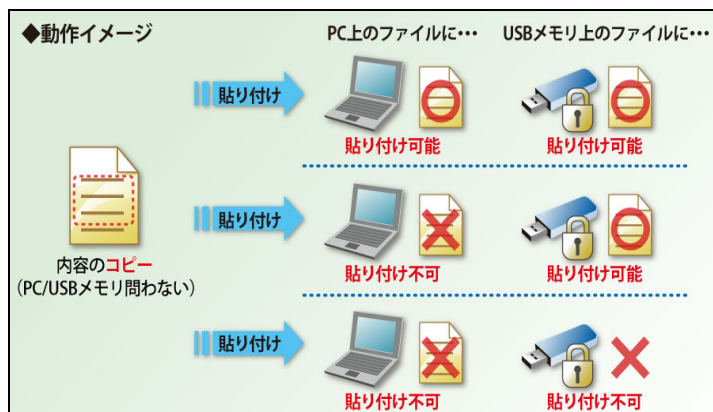 ◆動作イメージ
PC上のファイルに・・・
USBメモリ上のファイルに・・・
貼り付け
貼り付け可能
貼り付け可能
貼り付け
貼り付け不可
貼り付け可能
内容のコピー
(PC/USBメモリ問わない)
貼り付け
貼り付け不可
貼り付け不可